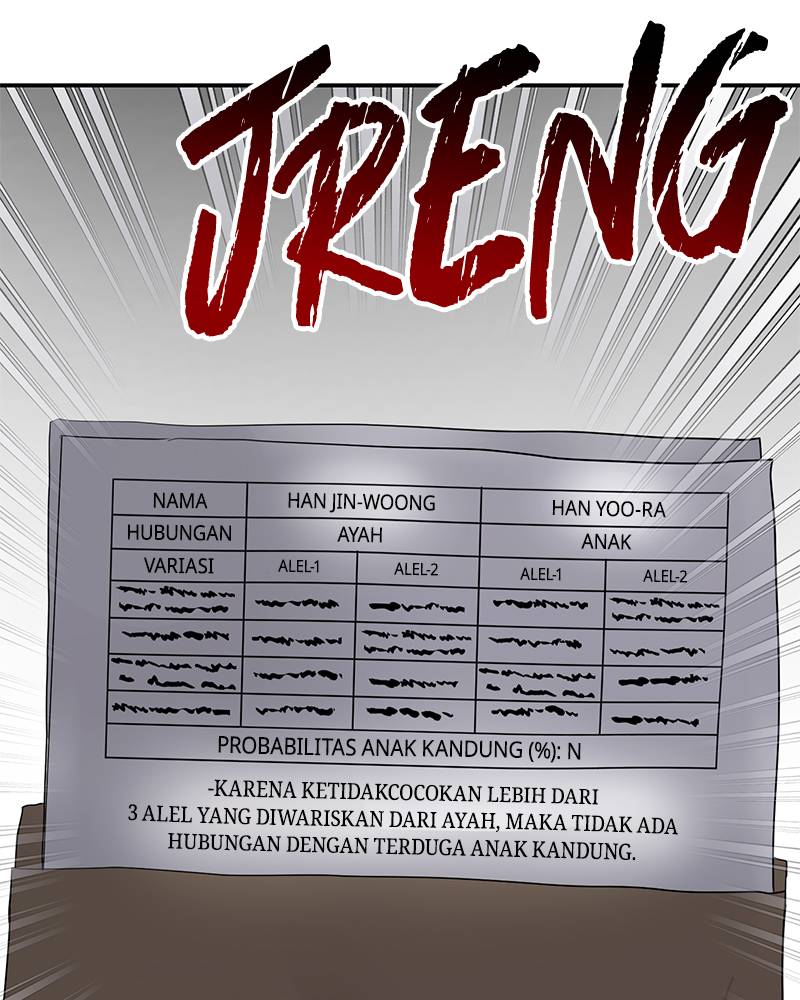 JRENG
NAMA HAN JIN-WOONG HAN YOO-RA
HUBUNGAN AYAH ANAK
VARIASI ALEL-1 ALEL-2 ALEL-1 ALEL-2
PROBABILITAS ANAK KANDUNG (%): N
-KARENA KETIDAKCOCOKAN LEBIH DARI
3 ALEL YANG DIWARISKAN DARI AYAH, MAKA TIDAK ADA
HUBUNGAN DENGAN TERDUGA ANAK KANDUNG.